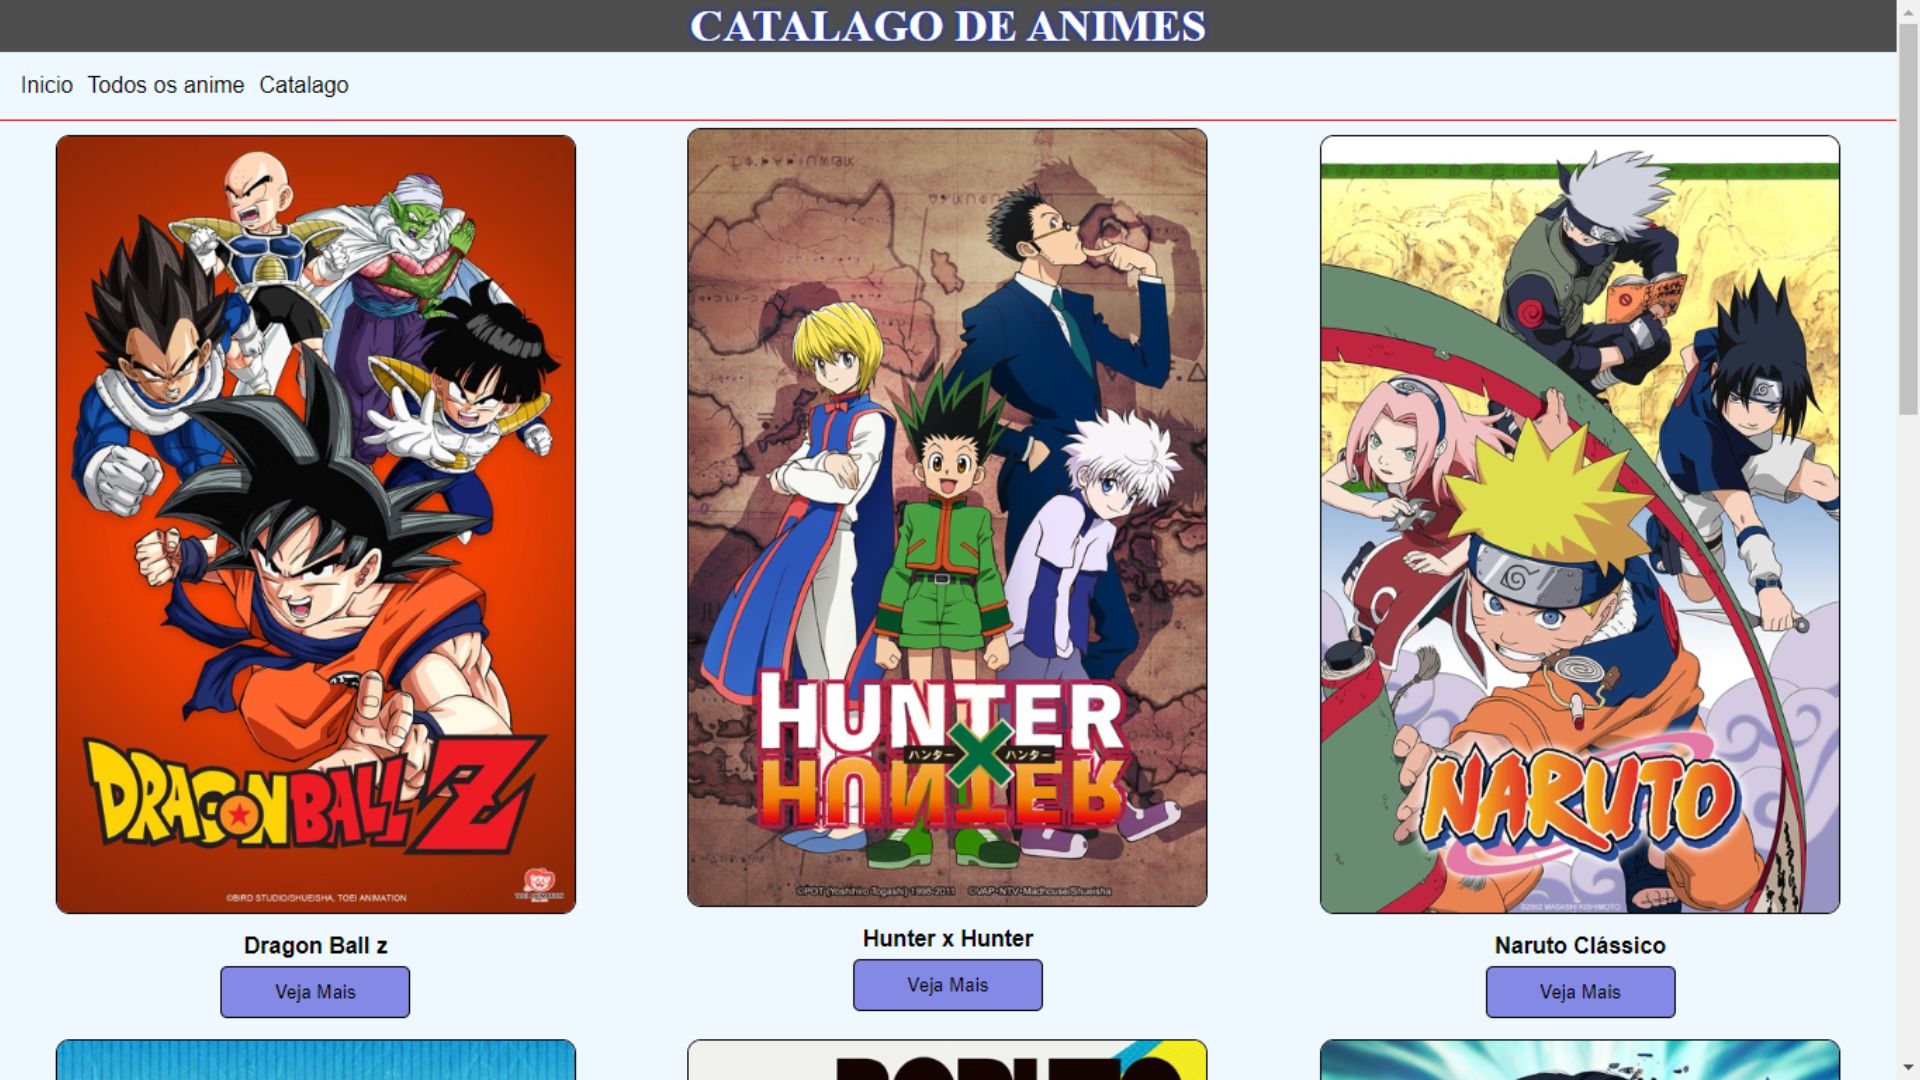 CATALAGO DE ANIMES
Inicio Todos os anime Catalago
DRAGON BALL Z
©BIRD STUDIO/SHUEISHA, TOEI ANIMATION
HUNTER
ハンター × ハンター
HUNTER
©POT (Yoshihiro Togashi) 1998-2011 ©VAP•NTV•Madhouse/Shueisha
NARUTO
©2002 MASASHI KISHIMOTO
Dragon Ball z
Hunter x Hunter
Naruto Clássico
Veja Mais
Veja Mais
Veja Mais